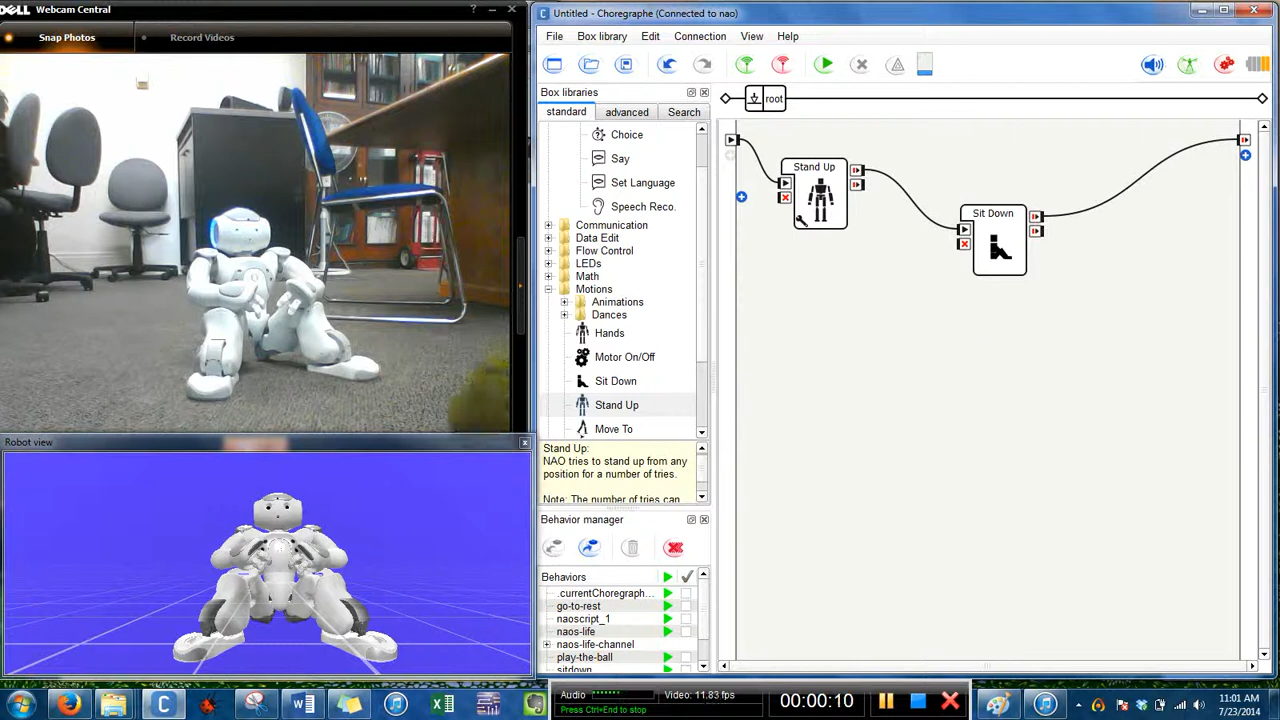 DELL Webcam Central
Snap Photos
Record Videos
Robot view
Untitled - Choregraphe (Connected to nao)
File Box library Edit Connection View Help
Box libraries
standard advanced Search
Choice
Say
Set Language
Speech Reco.
Communication
Data Edit
Flow Control
LEDs
Math
Motions
Animations
Dances
Hands
Motor On/Off
Sit Down
Stand Up
Move To
Stand Up:
NAO tries to stand up from any
position for a number of tries.
Note: The number of tries can
Behavior manager
Behaviors
.currentChoregraph...
go-to-rest
naoscript_1
naos-life
naos-life-channel
play-the-ball
sitdown
root
Stand Up
Sit Down
Audio
Video: 11.83 fps
Press Ctrl+End to stop
00:00:10
11:01 AM
7/23/2014